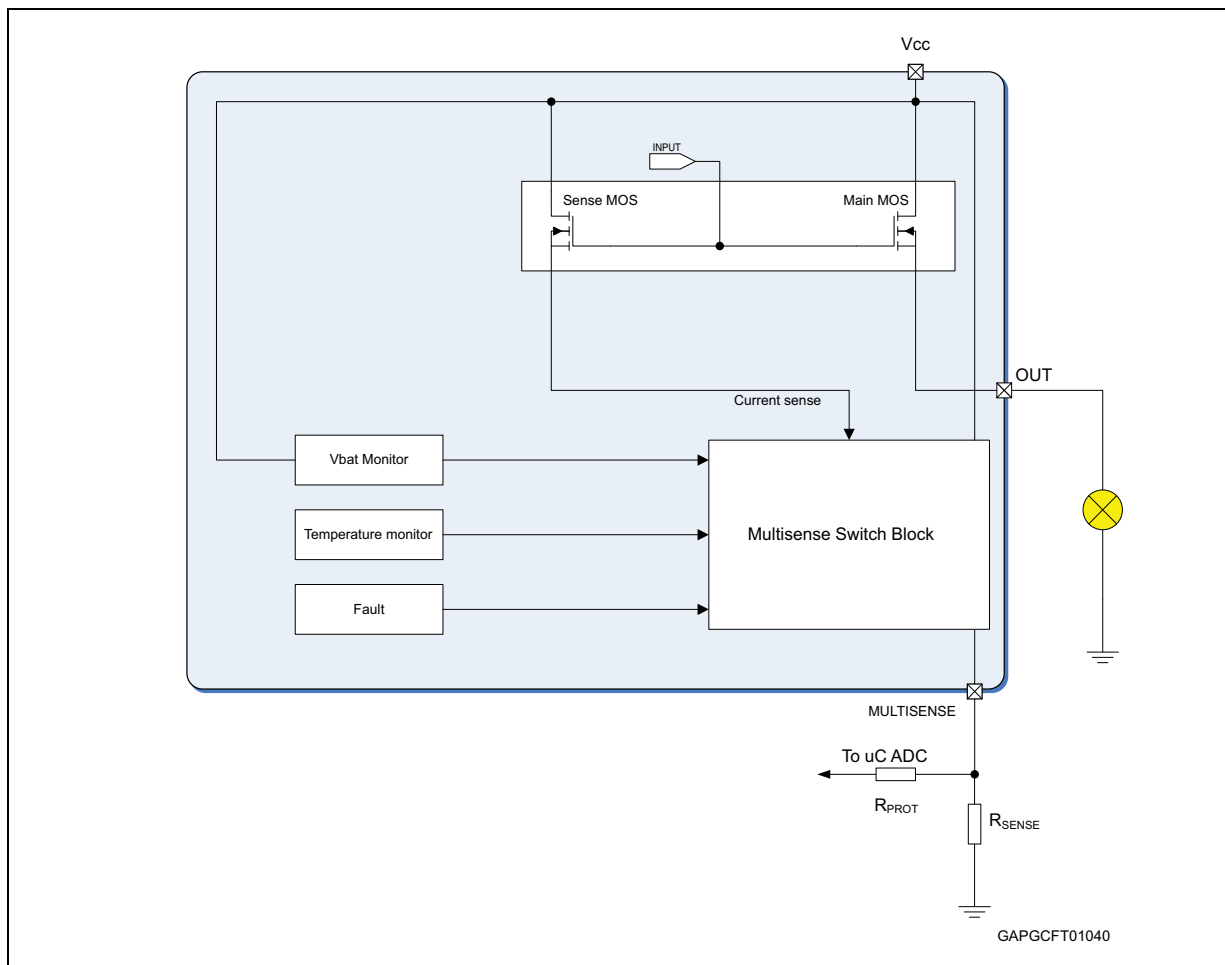 Vcc
INPUT
Sense MOS
Main MOS
OUT
Current sense
Vbat Monitor
Temperature monitor
Multisense Switch Block
Fault
MULTISENSE
To uC ADC
RPROT
RSENSE
GAPGCFT01040